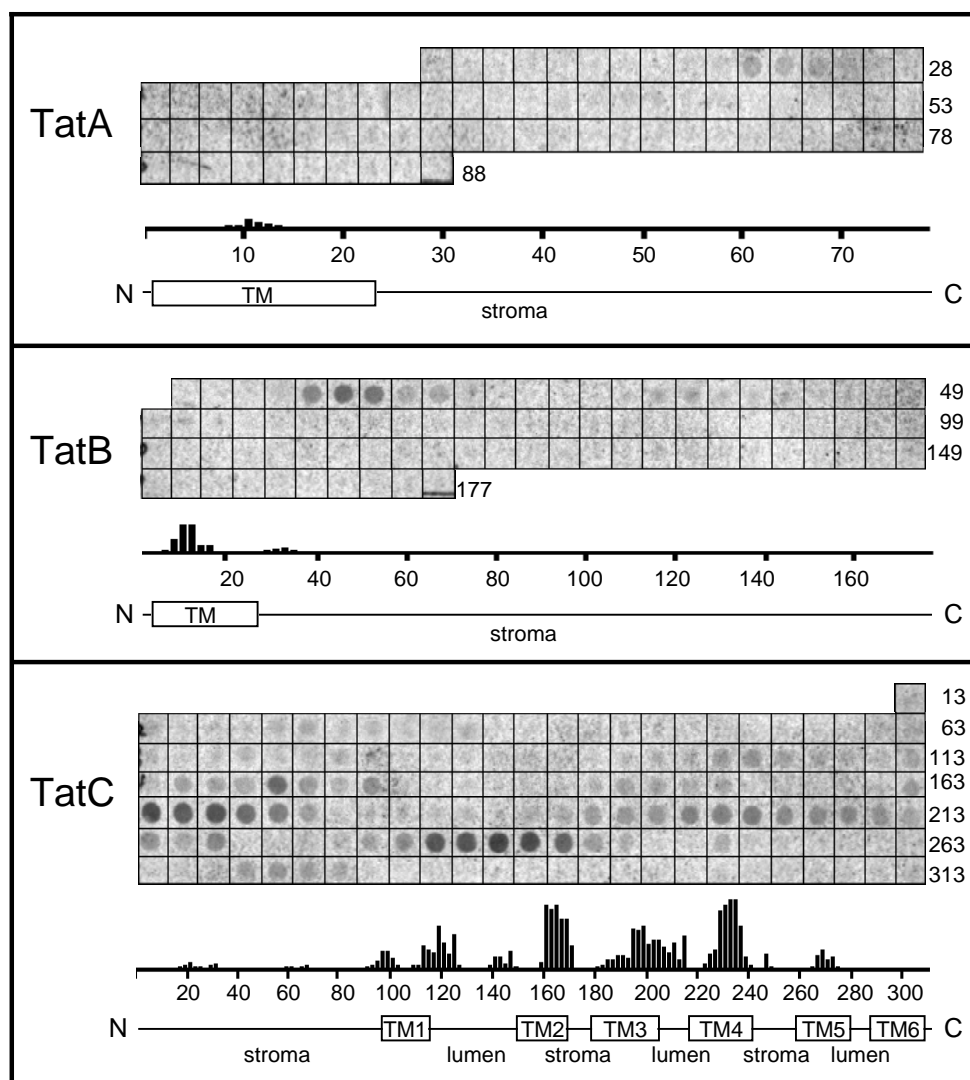 TatA
28
53
78
88
10 20 30 40 50 60 70
N TM C
stroma
TatB
49
99
149
177
20 40 60 80 100 120 140 160
N TM C
stroma
TatC
13
63
113
163
213
263
313
20 40 60 80 100 120 140 160 180 200 220 240 260 280 300
N TM1 TM2 TM3 TM4 TM5 TM6 C
stroma lumen stroma lumen stroma lumen